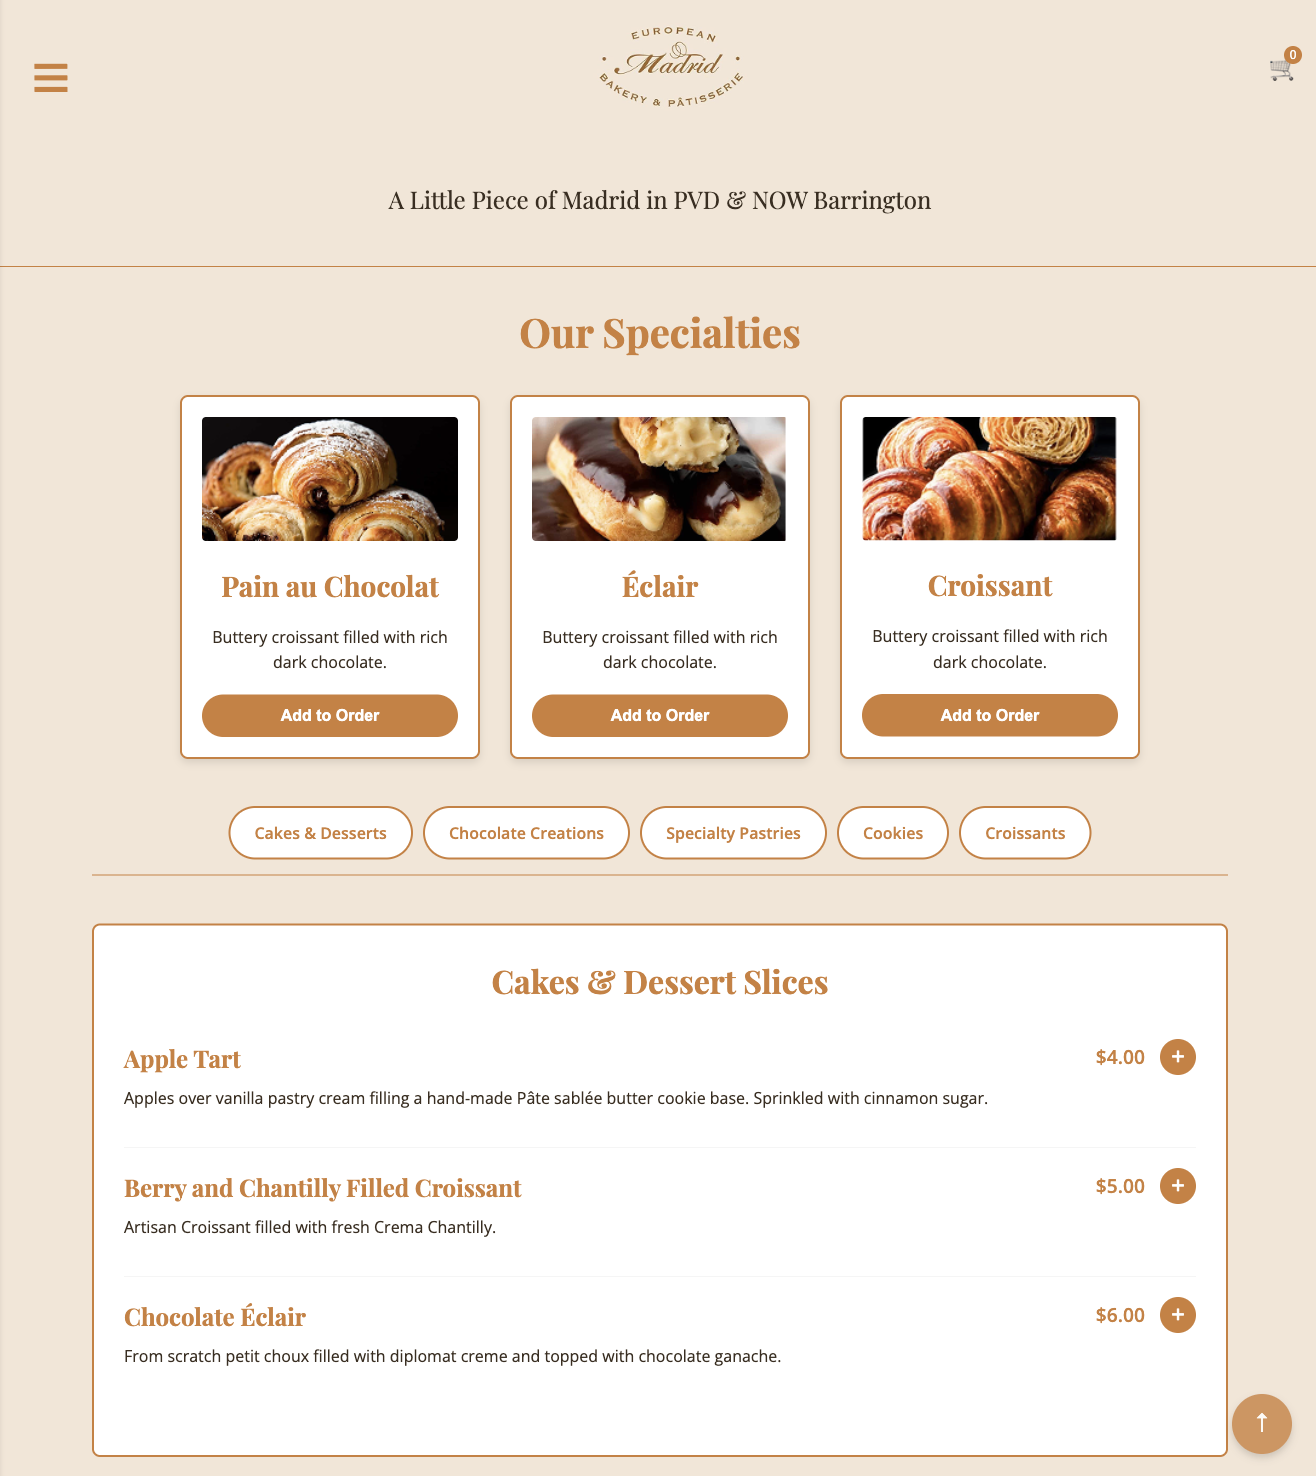 EUROPEAN
Madrid
BAKERY & PÂTISSERIE
0
A Little Piece of Madrid in PVD & NOW Barrington
Our Specialties
Pain au Chocolat
Buttery croissant filled with rich
dark chocolate.
Add to Order
Éclair
Buttery croissant filled with rich
dark chocolate.
Add to Order
Croissant
Buttery croissant filled with rich
dark chocolate.
Add to Order
Cakes & Desserts
Chocolate Creations
Specialty Pastries
Cookies
Croissants
Cakes & Dessert Slices
Apple Tart
$4.00 +
Apples over vanilla pastry cream filling a hand-made Pâte sablée butter cookie base. Sprinkled with cinnamon sugar.
Berry and Chantilly Filled Croissant
$5.00 +
Artisan Croissant filled with fresh Crema Chantilly.
Chocolate Éclair
$6.00 +
From scratch petit choux filled with diplomat creme and topped with chocolate ganache.
↑